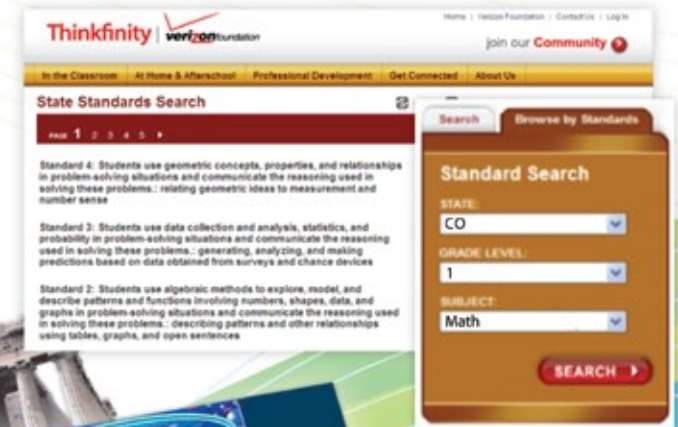 Home | Verizon Foundation | Contact Us | Log In
Thinkfinity | verizon foundation
join our Community
In the Classroom At Home & Afterschool Professional Development Get Connected About Us
State Standards Search
PAGE 1 2 3 4 5
Standard 4: Students use geometric concepts, properties, and relationships
in problem-solving situations and communicate the reasoning used in
solving these problems.: relating geometric ideas to measurement and
number sense
Standard 3: Students use data collection and analysis, statistics, and
probability in problem-solving situations and communicate the reasoning
used in solving these problems.: generating, analyzing, and making
predictions based on data obtained from surveys and chance devices
Standard 2: Students use algebraic methods to explore, model, and
describe patterns and functions involving numbers, shapes, data, and
graphs in problem-solving situations and communicate the reasoning used
in solving these problems.: describing patterns and other relationships
using tables, graphs, and open sentences
Search Browse by Standards
Standard Search
STATE:
CO
GRADE LEVEL:
1
SUBJECT:
Math
SEARCH